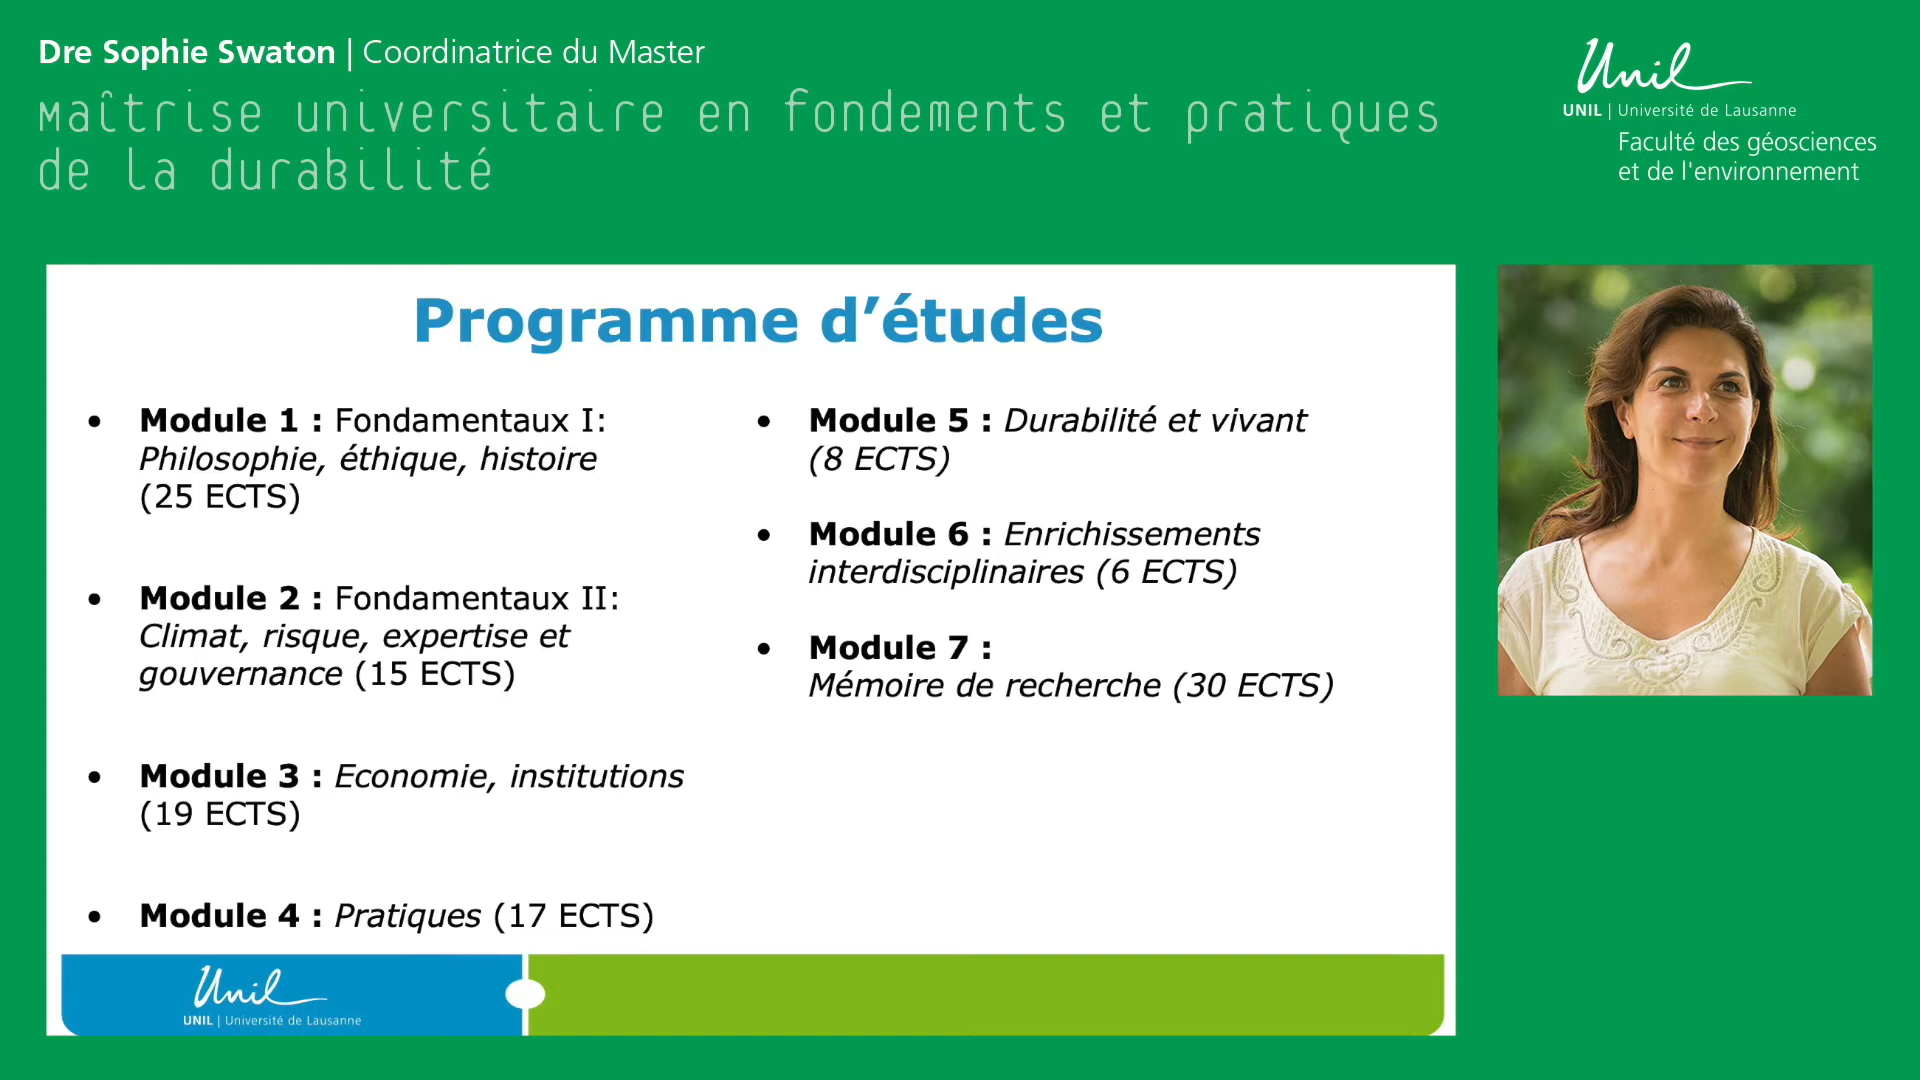 Dre Sophie Swaton | Coordinatrice du Master
Maîtrise universitaire en fondements et pratiques
de la durabilité
Unil
UNIL | Université de Lausanne
Faculté des géosciences
et de l'environnement
Programme d’études
• Module 1 : Fondamentaux I:
Philosophie, éthique, histoire
(25 ECTS)
• Module 2 : Fondamentaux II:
Climat, risque, expertise et
gouvernance (15 ECTS)
• Module 3 : Economie, institutions
(19 ECTS)
• Module 4 : Pratiques (17 ECTS)
• Module 5 : Durabilité et vivant
(8 ECTS)
• Module 6 : Enrichissements
interdisciplinaires (6 ECTS)
• Module 7 :
Mémoire de recherche (30 ECTS)
Unil
UNIL | Université de Lausanne